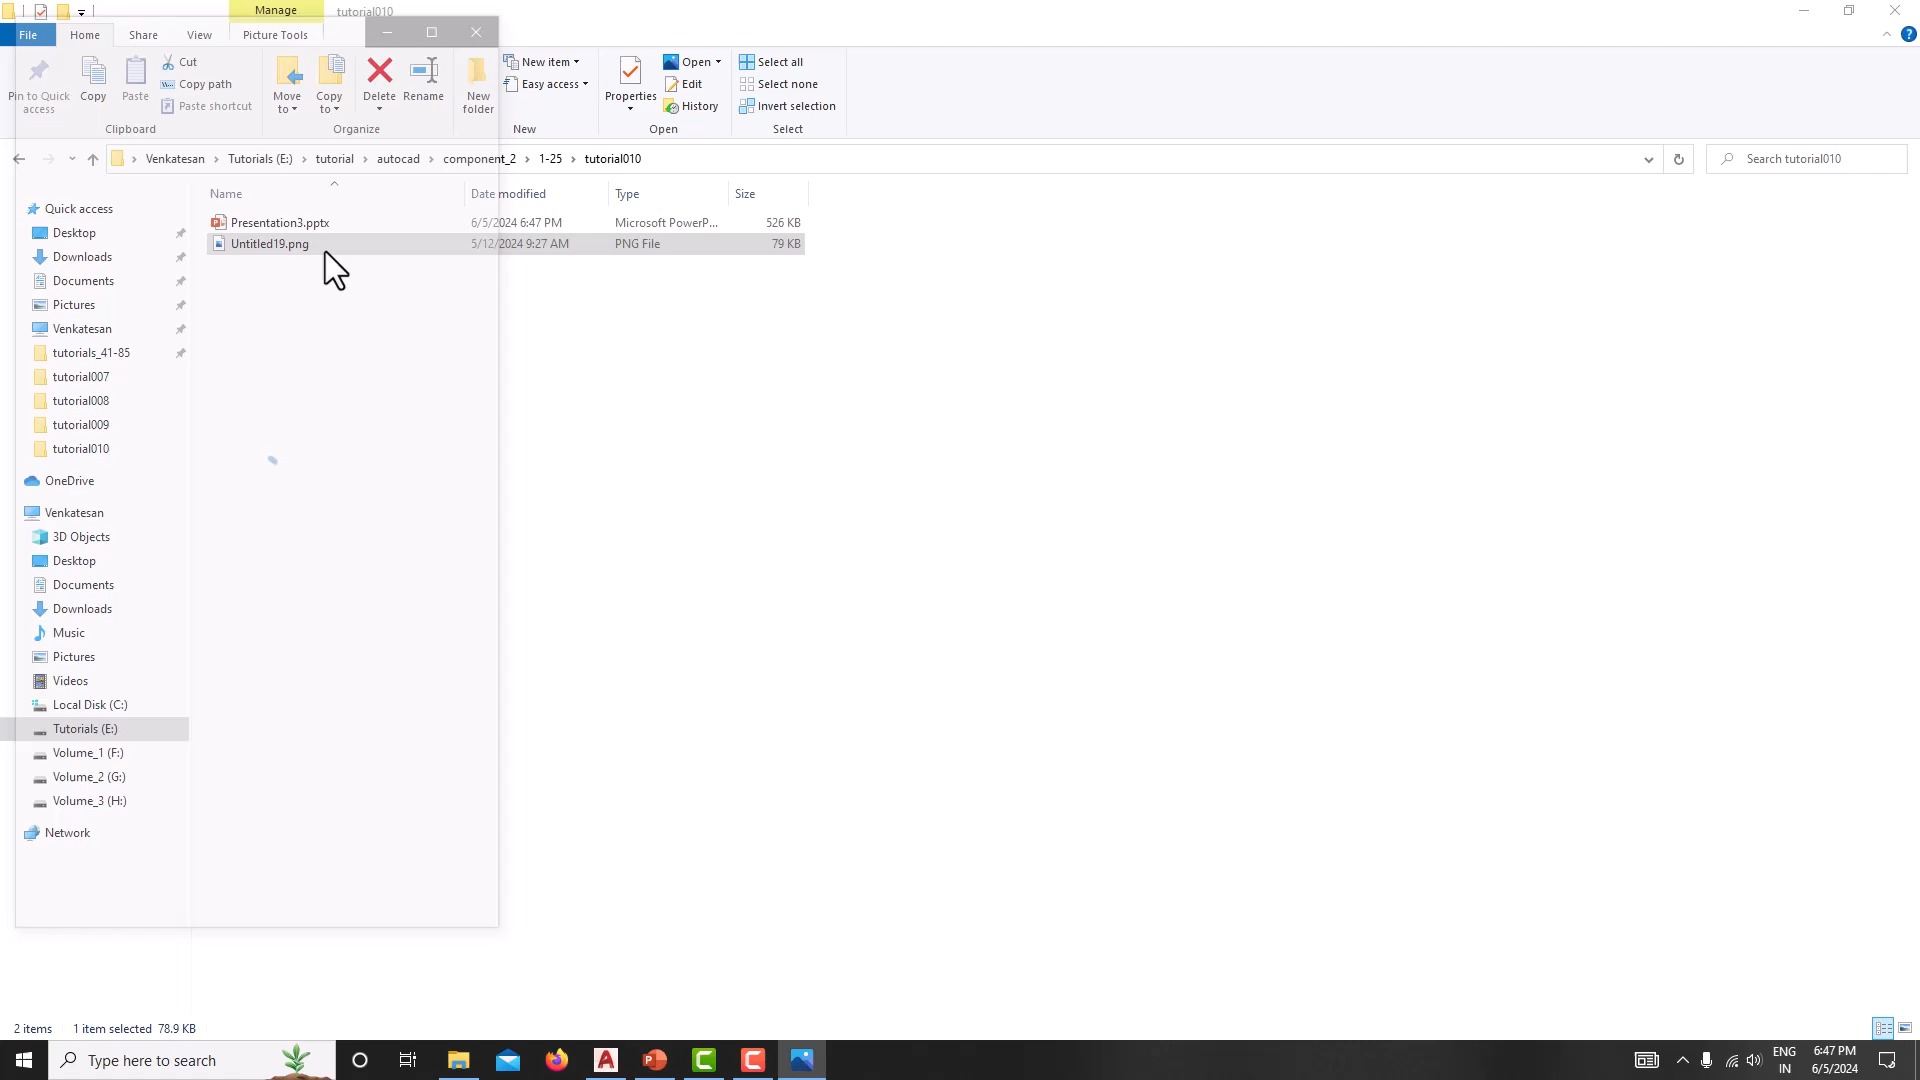 Manage
tutorial010
File
Home
Share
View
Picture Tools
Pin to Quick access
Copy
Paste
Cut
Copy path
Paste shortcut
Clipboard
Move to
Copy to
Delete
Rename
Organize
New folder
New item
Easy access
New
Properties
Open
Edit
History
Open
Select all
Select none
Invert selection
Select
Venkatesan
Tutorials (E:)
tutorial
autocad
component_2
1-25
tutorial010
Search tutorial010
Name
Date modified
Type
Size
Presentation3.pptx 6/5/2024 6:47 PM Microsoft PowerP... 526 KB
Untitled19.png 5/12/2024 9:27 AM PNG File 79 KB
Quick access
Desktop
Downloads
Documents
Pictures
Venkatesan
tutorials_41-85
tutorial007
tutorial008
tutorial009
tutorial010
OneDrive
Venkatesan
3D Objects
Desktop
Documents
Downloads
Music
Pictures
Videos
Local Disk (C:)
Tutorials (E:)
Volume_1 (F:)
Volume_2 (G:)
Volume_3 (H:)
Network
2 items 1 item selected 78.9 KB
Type here to search
ENG
IN
6:47 PM
6/5/2024